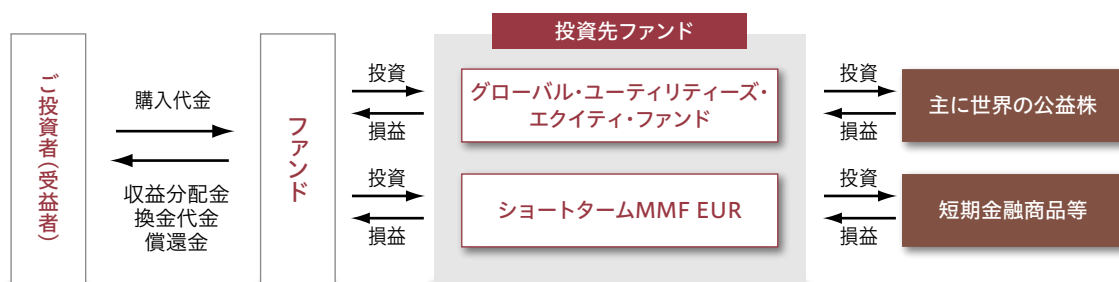 ご投資者(受益者)
購入代金
収益分配金
換金代金
償還金
ファンド
投資
損益
投資
損益
投資先ファンド
グローバル・ユーティリティーズ・
エクイティ・ファンド
ショートタームMMF EUR
投資
損益
投資
損益
主に世界の公益株
短期金融商品等